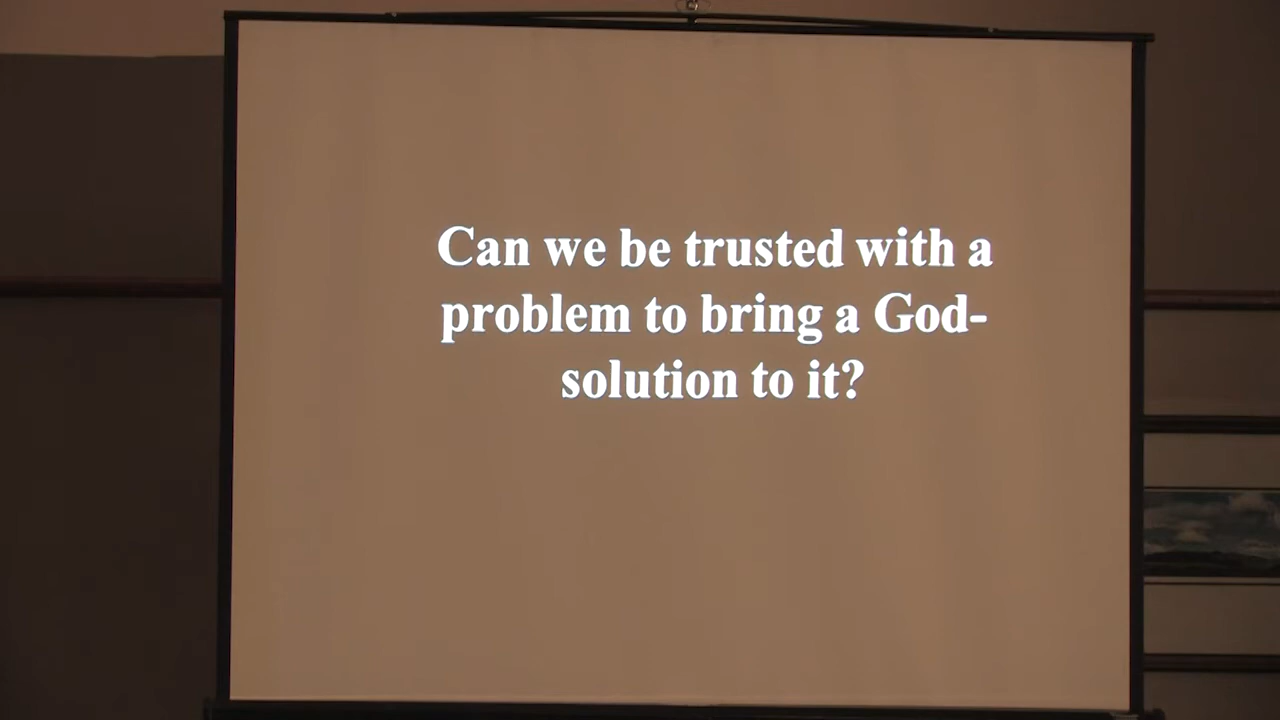 Can we be trusted with a
problem to bring a God-
solution to it?